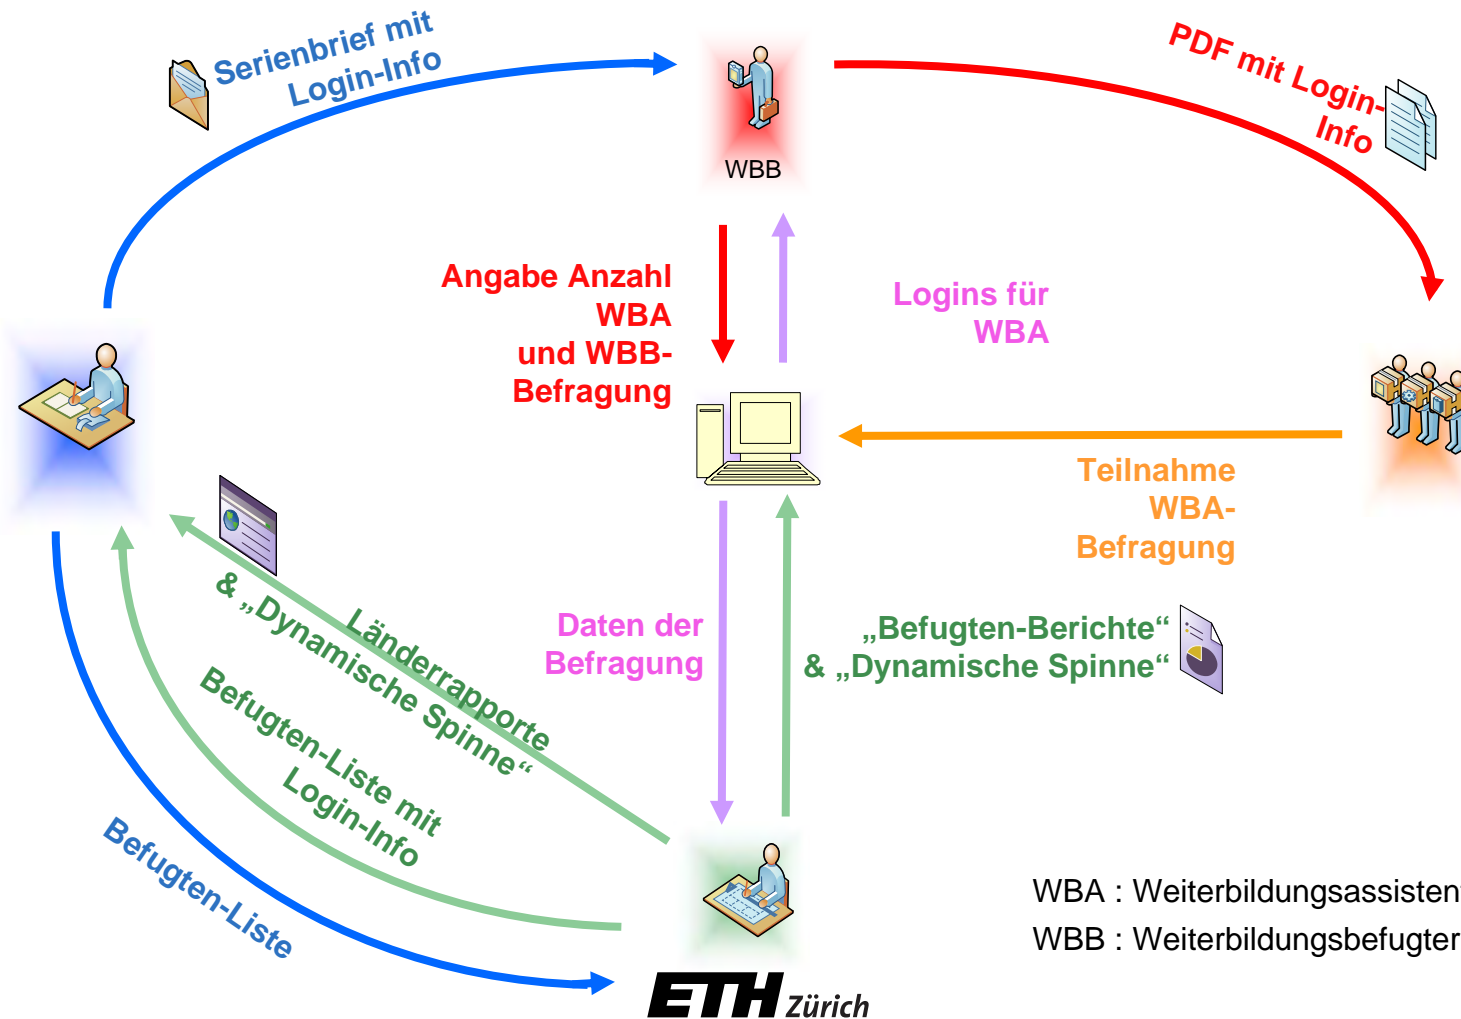 Serienbrief mit
Login-Info
PDF mit Login-
Info
WBB
Angabe Anzahl
WBA
und WBB-
Befragung
Logins für
WBA
Teilnahme
WBA-
Befragung
Länderrapporte
& „Dynamische Spinne“
Daten der
Befragung
„Befugten-Berichte“
& „Dynamische Spinne“
Befugten-Liste mit
Login-Info
Befugten-Liste
WBA : Weiterbildungsassistent
WBB : Weiterbildungsbefugter
ETH Zürich